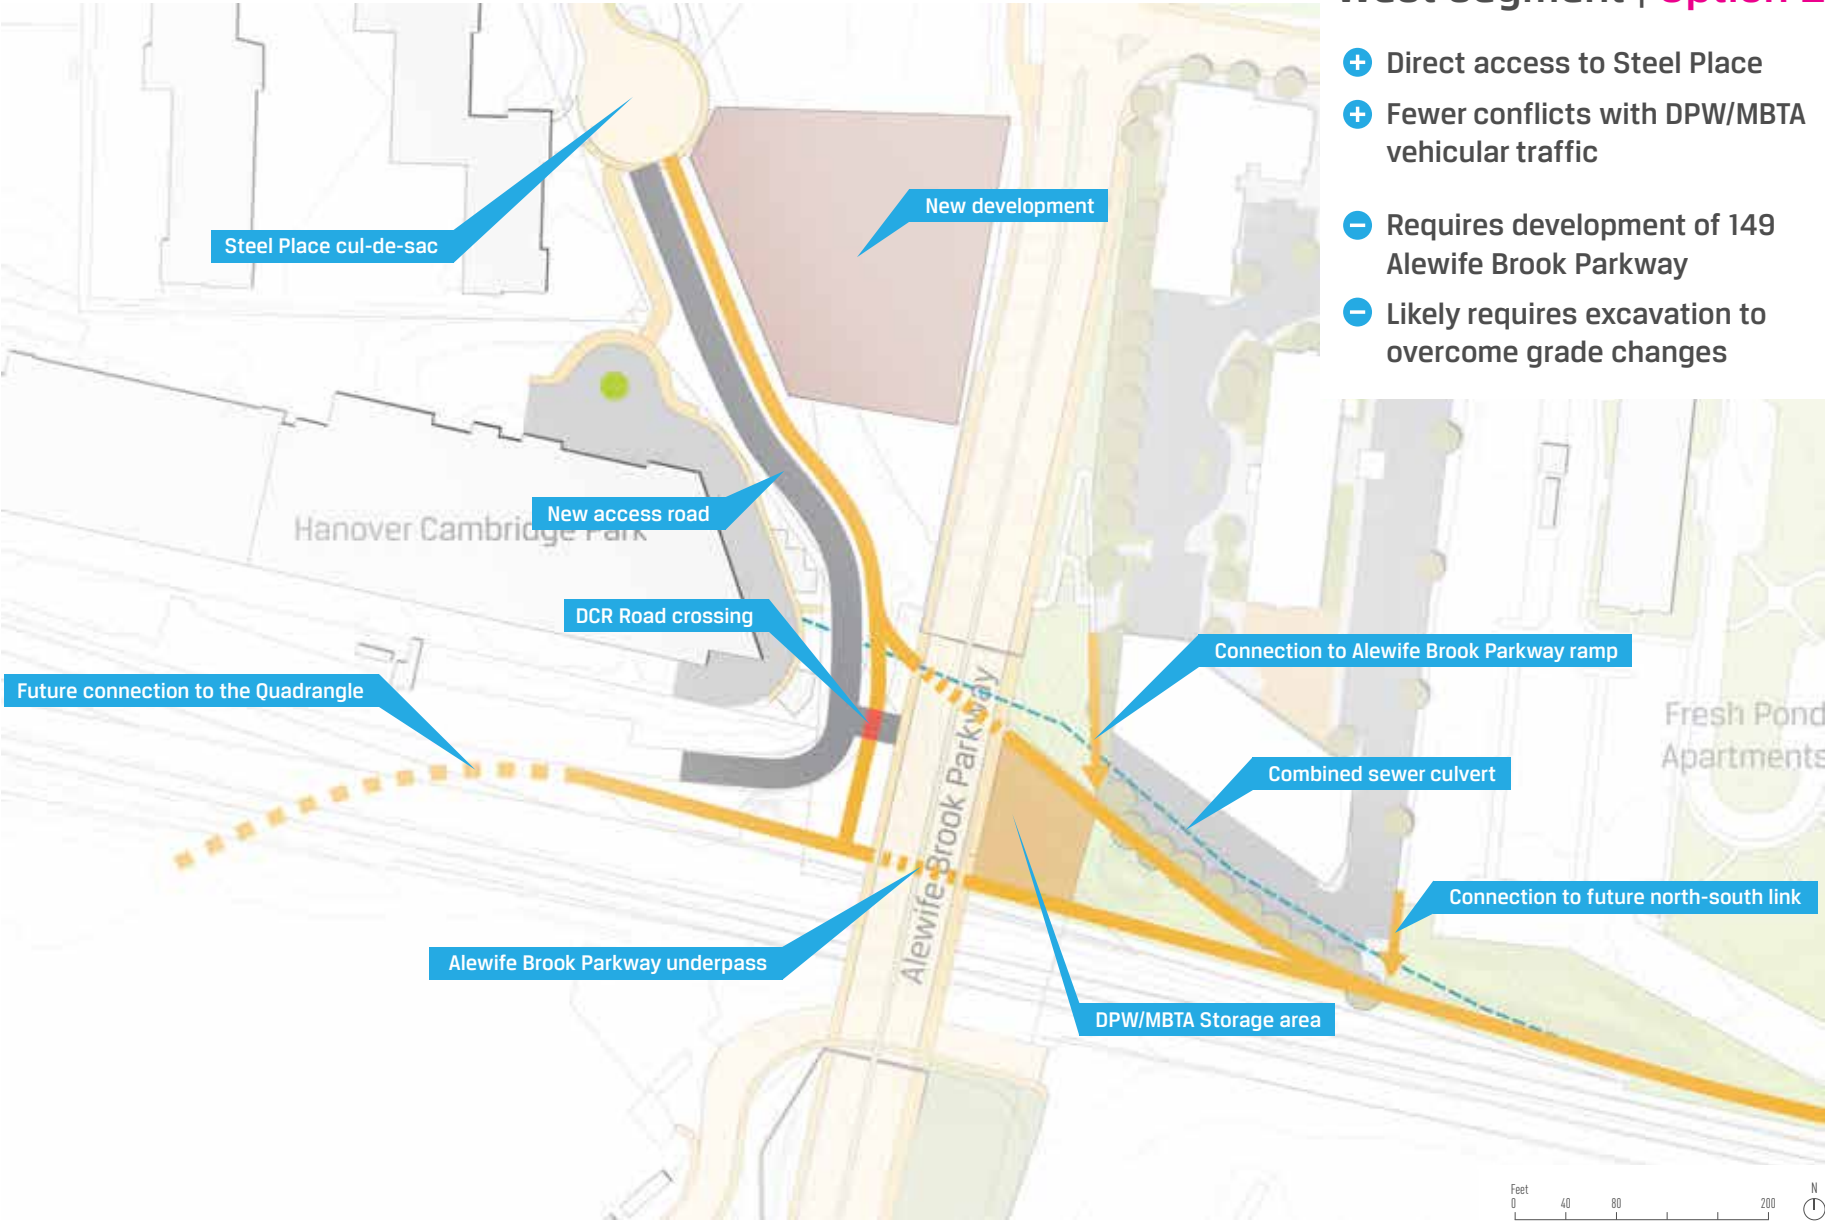 West Segment | Option
Direct access to Steel Place
Fewer conflicts with DPW/MBTA
vehicular traffic
Requires development of 149
Alewife Brook Parkway
Likely requires excavation to
overcome grade changes
Steel Place cul-de-sac
New development
New access road
Hanover Cambridge Park
DCR Road crossing
Connection to Alewife Brook Parkway ramp
Future connection to the Quadrangle
Fresh Pond
Apartments
Alewife Brook Parkway
Combined sewer culvert
Connection to future north-south link
Alewife Brook Parkway underpass
DPW/MBTA Storage area
Feet
0 40 80 200
N